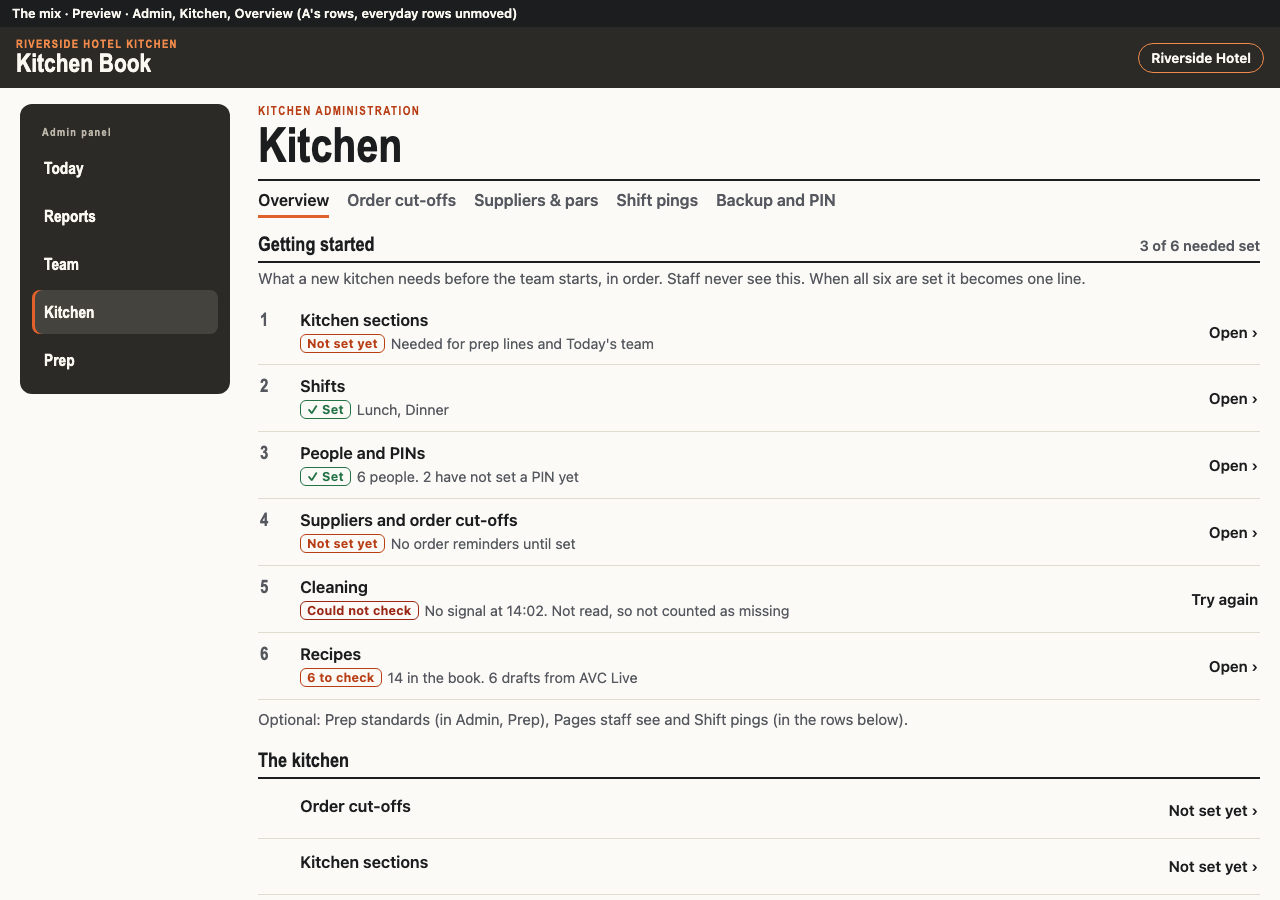 The mix · Preview · Admin, Kitchen, Overview (A's rows, everyday rows unmoved)
RIVERSIDE HOTEL KITCHEN
Kitchen Book
Riverside Hotel
Admin panel
Today
Reports
Team
Kitchen
Prep
KITCHEN ADMINISTRATION
Kitchen
Overview Order cut-offs Suppliers & pars Shift pings Backup and PIN
Getting started
3 of 6 needed set
What a new kitchen needs before the team starts, in order. Staff never see this. When all six are set it becomes one line.
1 Kitchen sections
Not set yet Needed for prep lines and Today's team
Open ›
2 Shifts
✓ Set Lunch, Dinner
Open ›
3 People and PINs
✓ Set 6 people. 2 have not set a PIN yet
Open ›
4 Suppliers and order cut-offs
Not set yet No order reminders until set
Open ›
5 Cleaning
Could not check No signal at 14:02. Not read, so not counted as missing
Try again
6 Recipes
6 to check 14 in the book. 6 drafts from AVC Live
Open ›
Optional: Prep standards (in Admin, Prep), Pages staff see and Shift pings (in the rows below).
The kitchen
Order cut-offs
Not set yet ›
Kitchen sections
Not set yet ›